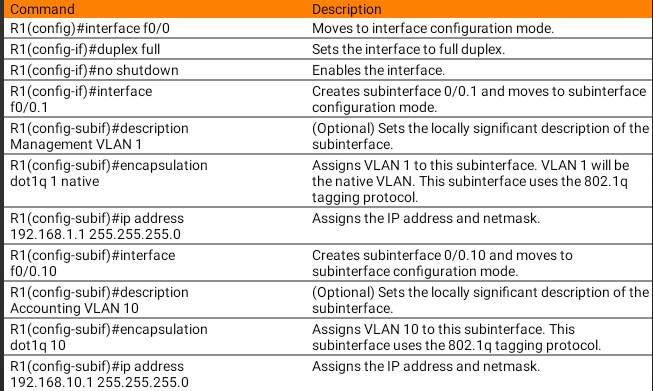 Command Description
R1(config)#interface f0/0 Moves to interface configuration mode.
R1(config-if)#duplex full Sets the interface to full duplex.
R1(config-if)#no shutdown Enables the interface.
R1(config-if)#interface Creates subinterface 0/0.1 and moves to subinterface
f0/0.1 configuration mode.
R1(config-subif)#description (Optional) Sets the locally significant description of the
Management VLAN 1 subinterface.
R1(config-subif)#encapsulation Assigns VLAN 1 to this subinterface. VLAN 1 will be
dot1q 1 native the native VLAN. This subinterface uses the 802.1q
tagging protocol.
R1(config-subif)#ip address Assigns the IP address and netmask.
192.168.1.1 255.255.255.0
R1(config-subif)#interface Creates subinterface 0/0.10 and moves to
f0/0.10 subinterface configuration mode.
R1(config-subif)#description (Optional) Sets the locally significant description of the
Accounting VLAN 10 subinterface.
R1(config-subif)#encapsulation Assigns VLAN 10 to this subinterface. This
dot1q 10 subinterface uses the 802.1q tagging protocol.
R1(config-subif)#ip address Assigns the IP address and netmask.
192.168.10.1 255.255.255.0